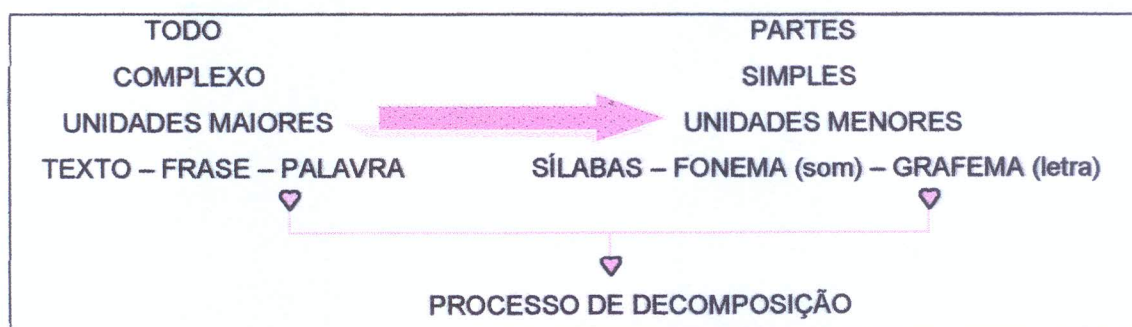 TODO
COMPLEXO
UNIDADES MAIORES
TEXTO – FRASE – PALAVRA
PARTES
SIMPLES
UNIDADES MENORES
SÍLABAS – FONEMA (som) – GRAFEMA (letra)
PROCESSO DE DECOMPOSIÇÃO